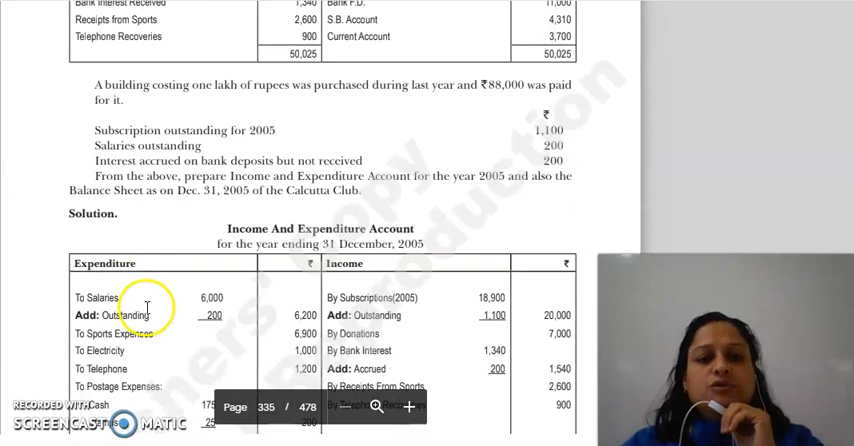 Bank Interest Received 1,340 Bank F.D. 11,000
Receipts from Sports 2,600 S.B. Account 4,310
Telephone Recoveries 900 Current Account 3,700
50,025 50,025
A building costing one lakh of rupees was purchased during last year and ₹88,000 was paid
for it.
₹
Subscription outstanding for 2005 1,100
Salaries outstanding 200
Interest accrued on bank deposits but not received 200
From the above, prepare Income and Expenditure Account for the year 2005 and also the
Balance Sheet as on Dec. 31, 2005 of the Calcutta Club.
Solution.
Income And Expenditure Account
for the year ending 31 December, 2005
Expenditure ₹ Income ₹
To Salaries 6,000 By Subscriptions(2005) 18,900
Add: Outstanding 200 6,200 Add: Outstanding 1,100 20,000
To Sports Expenses 6,900 By Donations 7,000
To Electricity 1,000 By Bank Interest 1,340
To Telephone 1,200 Add: Accrued 200 1,540
To Postage Expenses: By Receipts From Sports 2,600
Cash 175 By Telephone Recoveries 900
25 200
Page 335 / 478
RECORDED WITH
SCREENCAST MATIC